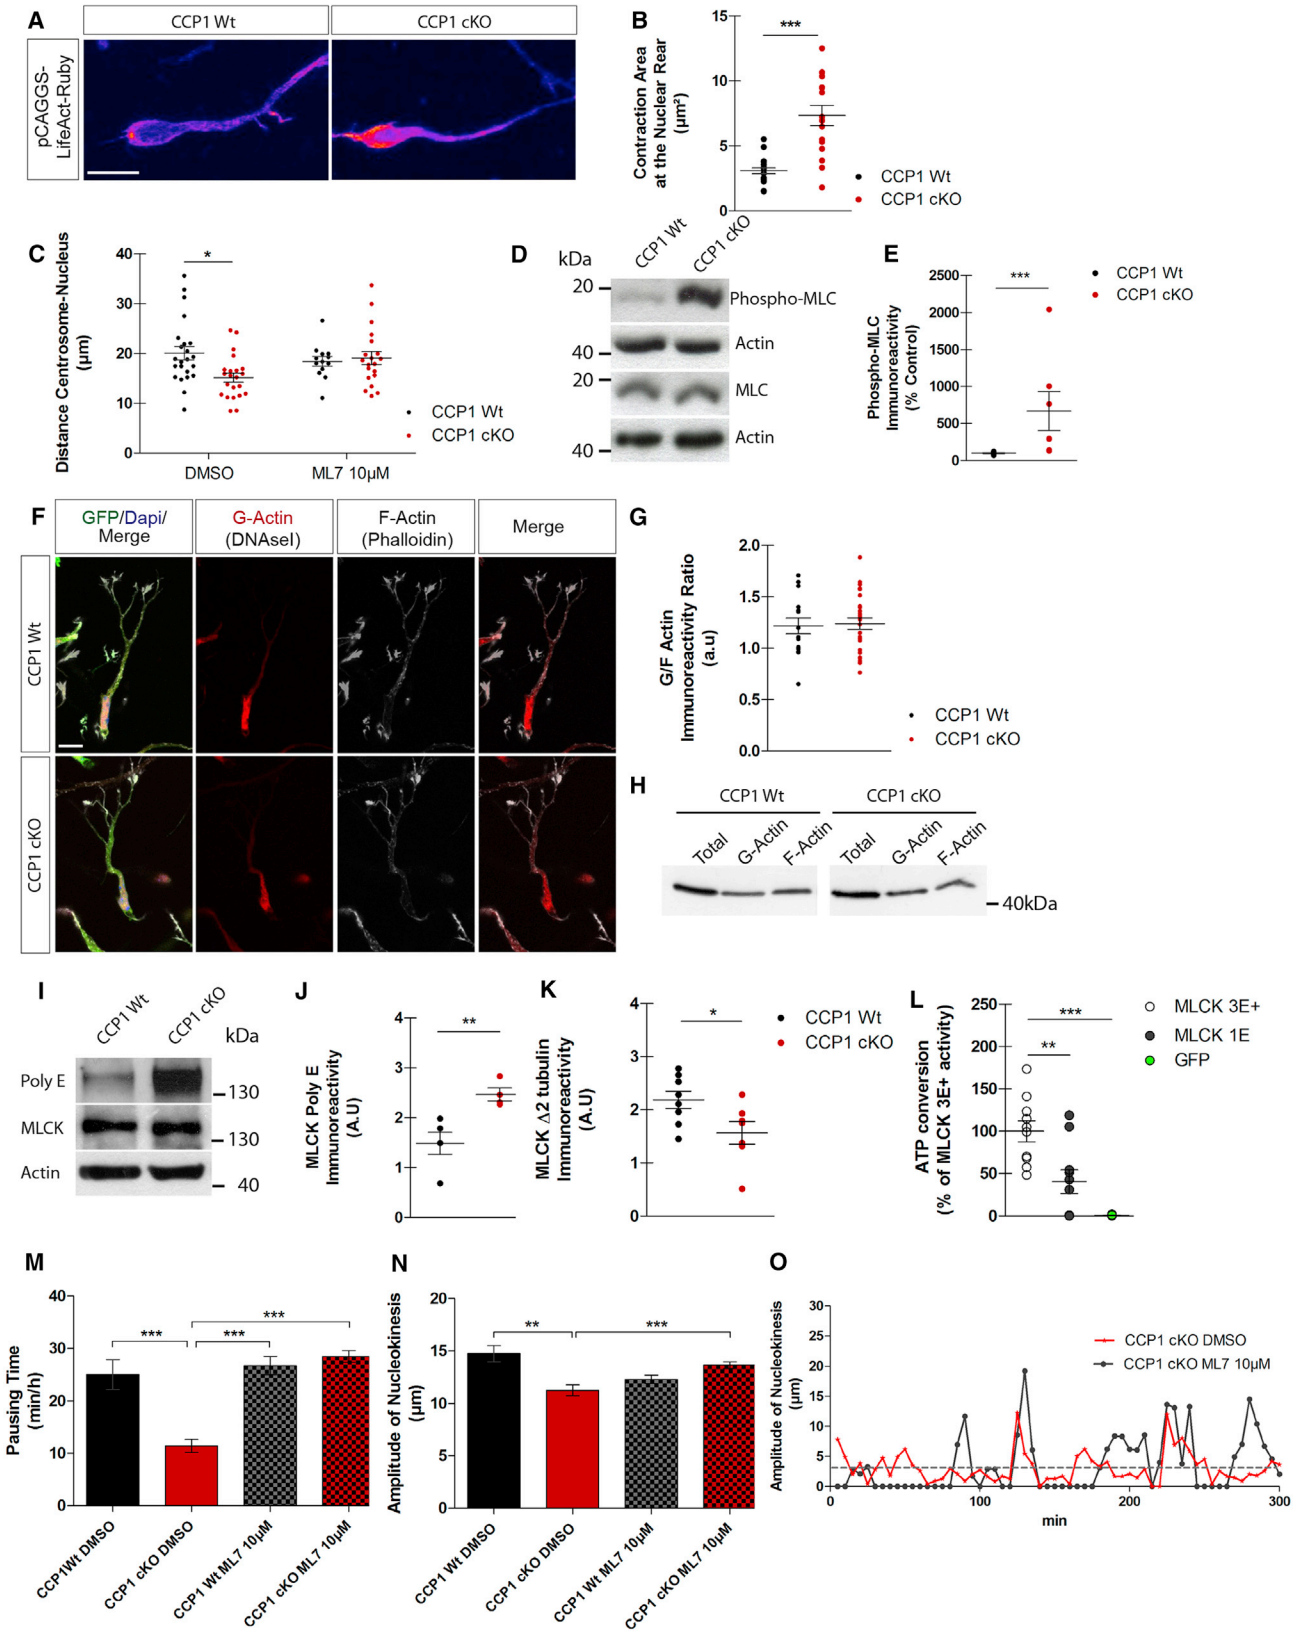 A
CCP1 Wt
CCP1 cKO
pCAGGS-
LifeAct-Ruby
B
Contraction Area
at the Nuclear Rear
(µm²)
15
10
5
0
***
CCP1 Wt
CCP1 cKO
C
Distance Centrosome-Nucleus
(µm)
40
30
20
10
0
*
DMSO
ML7 10µM
CCP1 Wt
CCP1 cKO
D
kDa
CCP1 Wt
CCP1 cKO
20
Phospho-MLC
40
Actin
20
MLC
40
Actin
E
Phospho-MLC
Immunoreactivity
(% Control)
2500
2000
1500
1000
500
0
***
CCP1 Wt
CCP1 cKO
F
GFP/Dapi/
Merge
G-Actin
(DNAseI)
F-Actin
(Phalloidin)
Merge
CCP1 Wt
CCP1 cKO
G
G/F Actin
Immunoreactivity Ratio
(a.u)
2.0
1.5
1.0
0.5
0.0
CCP1 Wt
CCP1 cKO
H
CCP1 Wt
CCP1 cKO
Total
G-Actin
F-Actin
Total
G-Actin
F-Actin
40kDa
I
CCP1 Wt
CCP1 cKO
kDa
Poly E
130
MLCK
130
Actin
40
J
MLCK Poly E
Immunoreactivity
(A.U)
4
3
2
1
0
**
K
MLCK Δ2 tubulin
Immunoreactivity
(A.U)
4
3
2
1
0
*
CCP1 Wt
CCP1 cKO
L
ATP conversion
(% of MLCK 3E+ activity)
250
200
150
100
50
0
***
**
MLCK 3E+
MLCK 1E
GFP
M
Pausing Time
(min/h)
40
30
20
10
0
***
***
***
CCP1Wt DMSO
CCP1 cKO DMSO
CCP1 Wt ML7 10µM
CCP1 cKO ML7 10µM
N
Amplitude of Nucleokinesis
(µm)
20
15
10
5
0
**
***
CCP1 Wt DMSO
CCP1 cKO DMSO
CCP1 Wt ML7 10µM
CCP1 cKO ML7 10µM
O
Amplitude of Nucleokinesis
(µm)
30
25
20
15
10
5
0
CCP1 cKO DMSO
CCP1 cKO ML7 10µM
0
100
200
300
min